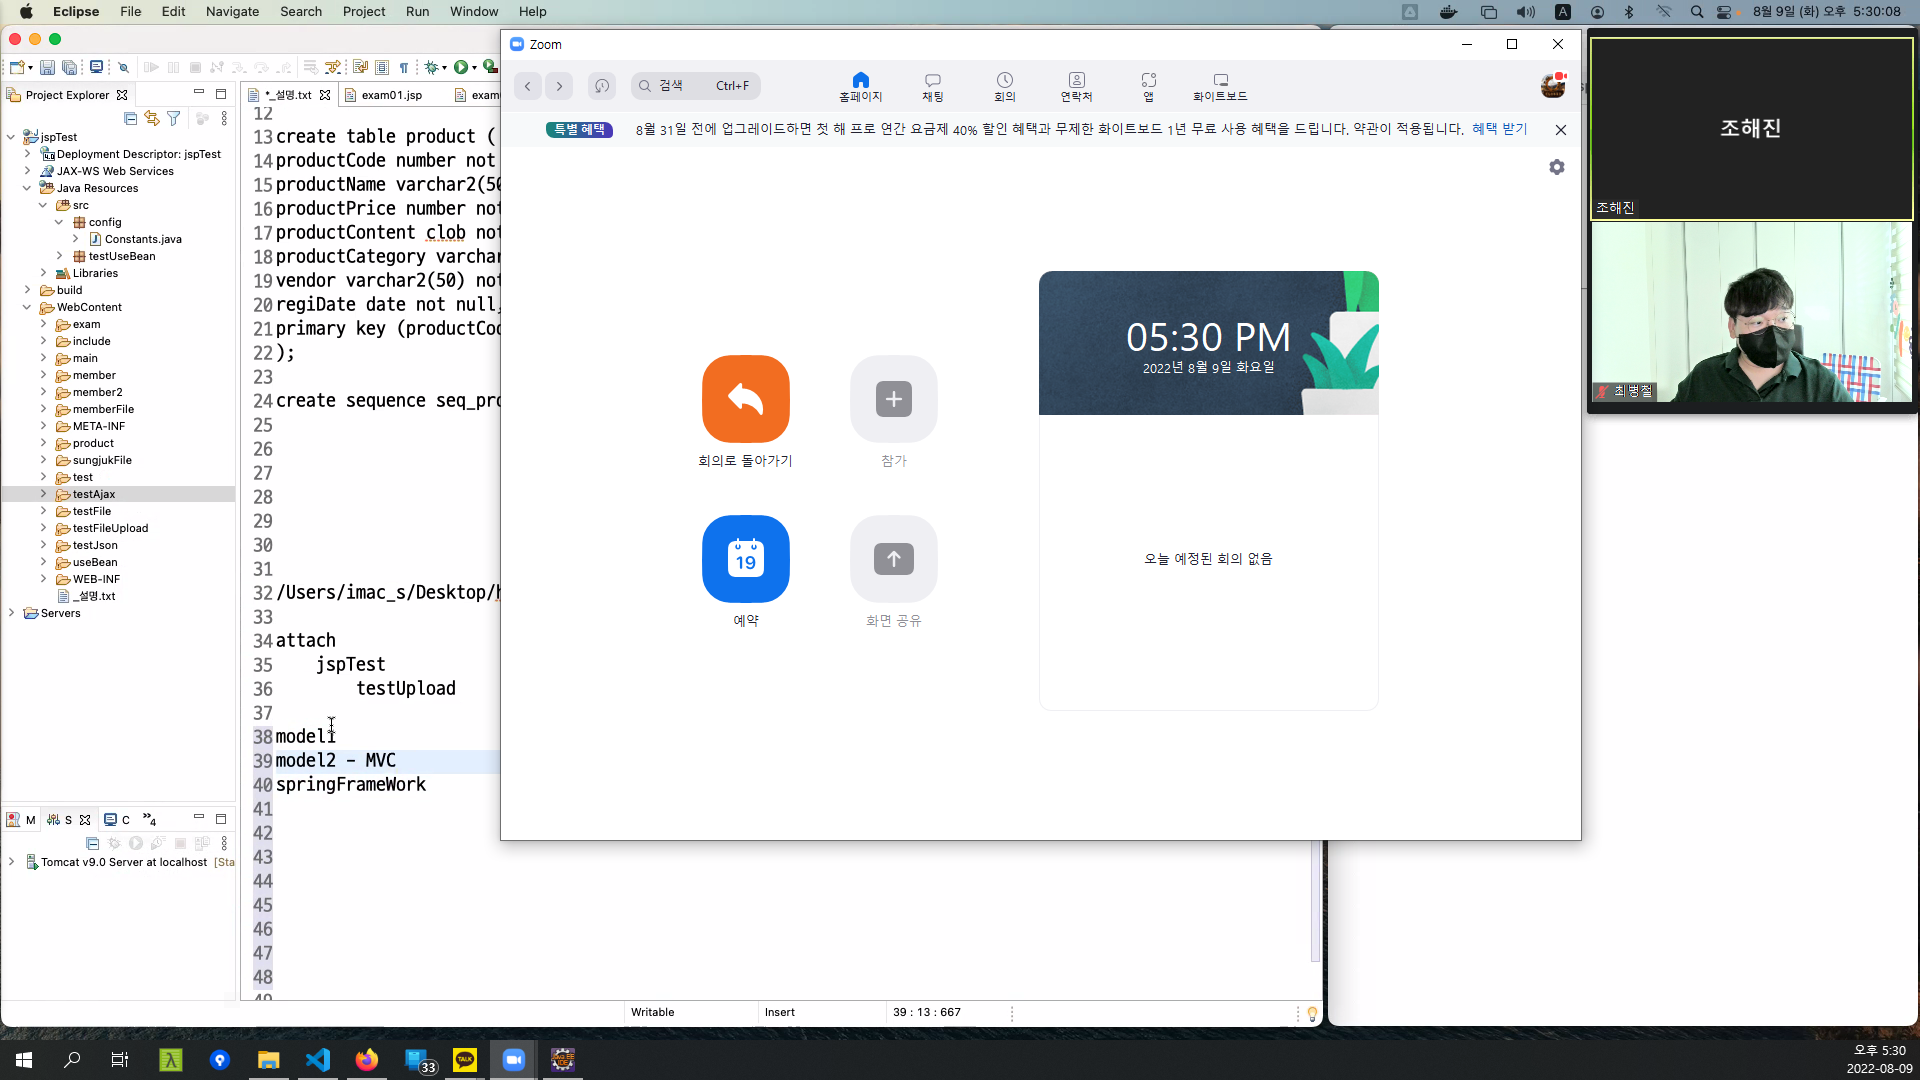 Eclipse File Edit Navigate Search Project Run Window Help
A
8월 9일 (화) 오후 5:30:08
Project Explorer
*_설명.txt
exam01.jsp
exam
jspTest
Deployment Descriptor: jspTest
JAX-WS Web Services
Java Resources
src
config
Constants.java
testUseBean
Libraries
build
WebContent
exam
include
main
member
member2
memberFile
META-INF
product
sungjukFile
test
testAjax
testFile
testFileUpload
testJson
useBean
WEB-INF
_설명.txt
Servers
M
S
C
4
Tomcat v9.0 Server at localhost [Sta
12
13 create table product (
14 productCode number not
15 productName varchar2(50
16 productPrice number not
17 productContent clob not
18 productCategory varchar
19 vendor varchar2(50) not
20 regiDate date not null,
21 primary key (productCod
22 );
23
24 create sequence seq_pro
25
26
27
28
29
30
31
32 /Users/imac_s/Desktop/h
33
34 attach
35 jspTest
36 testUpload
37
38 model1
39 model2 - MVC
40 springFrameWork
41
42
43
44
45
46
47
48
49
Writable
Insert
39 : 13 : 667
Zoom
검색 Ctrl+F
홈페이지
채팅
회의
연락처
앱
화이트보드
특별 혜택
8월 31일 전에 업그레이드하면 첫 해 프로 연간 요금제 40% 할인 혜택과 무제한 화이트보드 1년 무료 사용 혜택을 드립니다. 약관이 적용됩니다. 혜택 받기
회의로 돌아가기
참가
19
예약
화면 공유
05:30 PM
2022년 8월 9일 화요일
오늘 예정된 회의 없음
조해진
조해진
최병철
33
TALK
오후 5:30
2022-08-09